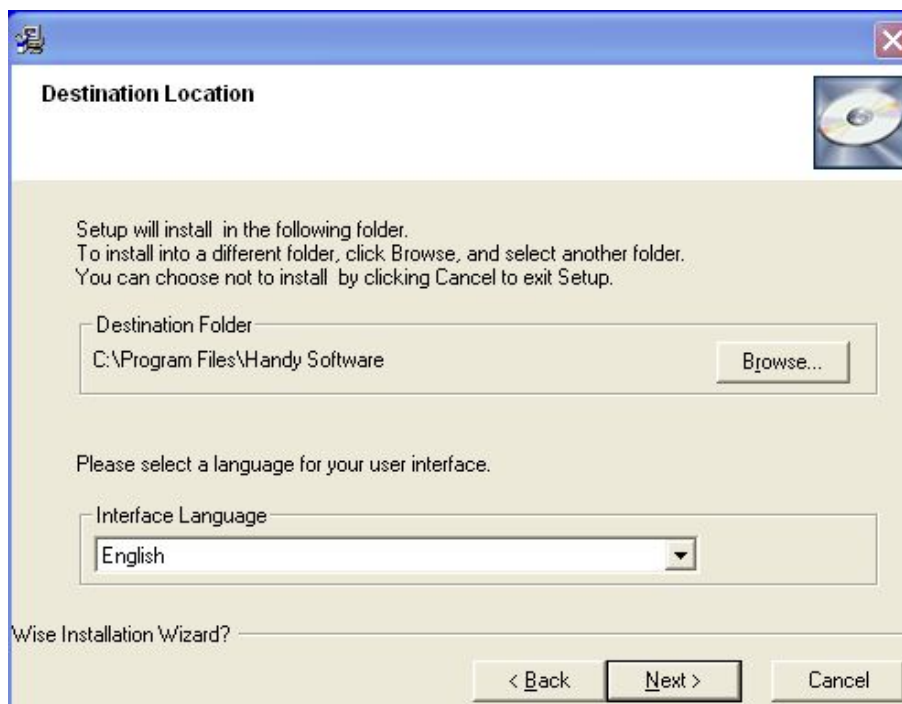 Destination Location
Setup will install  in the following folder.
To install into a different folder, click Browse, and select another folder.
You can choose not to install  by clicking Cancel to exit Setup.
Destination Folder
C:\Program Files\Handy Software
Browse...
Please select a language for your user interface.
Interface Language
English
Wise Installation Wizard?
< Back
Next >
Cancel